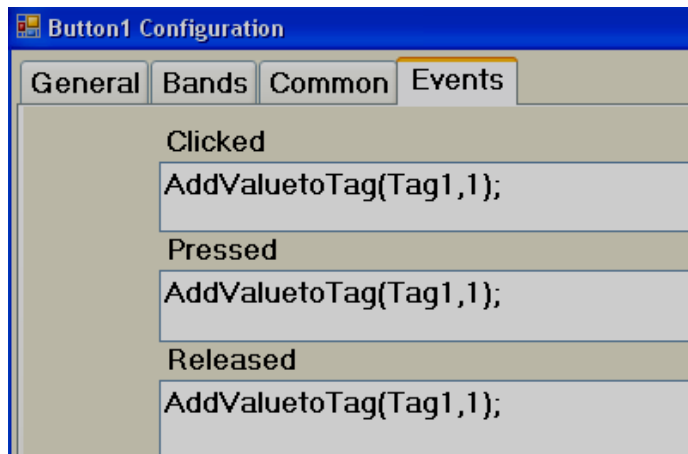 Button1 Configuration
General Bands Common Events
Clicked
AddValuetoTag(Tag1,1);
Pressed
AddValuetoTag(Tag1,1);
Released
AddValuetoTag(Tag1,1);